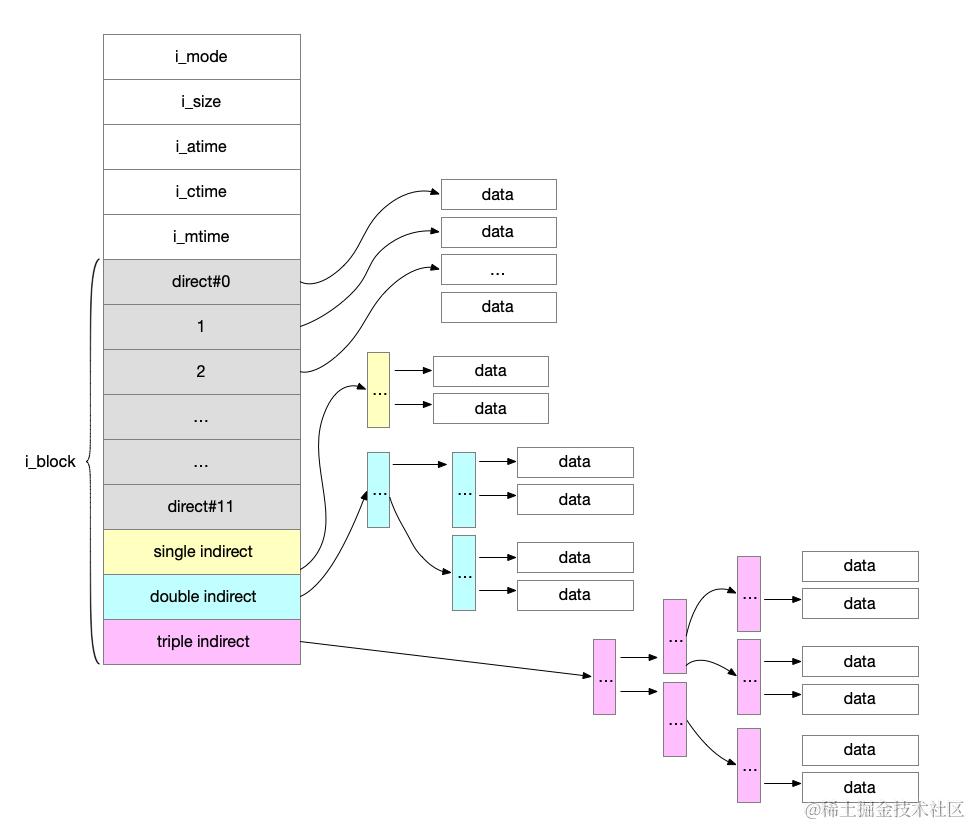 i_mode
i_size
i_atime
i_ctime
i_mtime
direct#0
1
2
...
...
direct#11
single indirect
double indirect
triple indirect
i_block
data
data
...
data
...
data
data
...
...
data
data
...
data
data
...
...
...
...
data
data
...
data
data
...
data
data
@稀土掘金技术社区